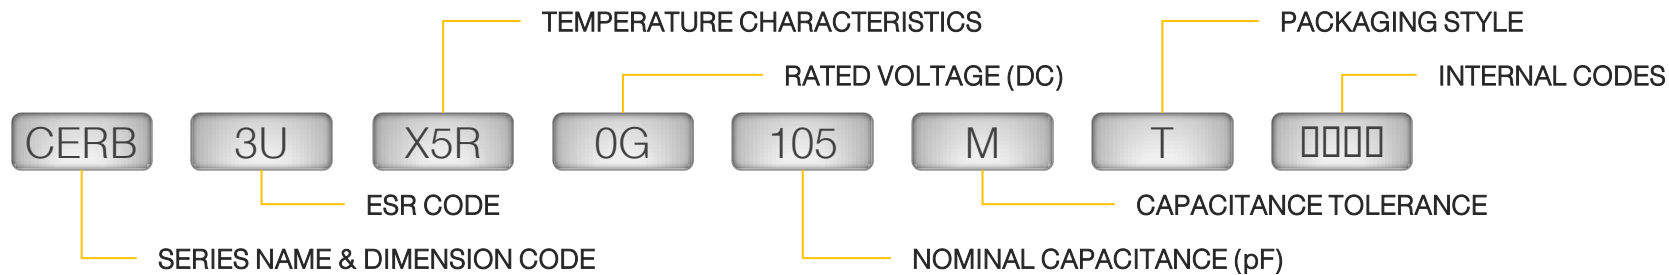 TEMPERATURE CHARACTERISTICS PACKAGING STYLE
RATED VOLTAGE (DC) INTERNAL CODES
CERB 3U X5R 0G 105 M T ▯▯▯▯
ESR CODE CAPACITANCE TOLERANCE
SERIES NAME & DIMENSION CODE NOMINAL CAPACITANCE (pF)